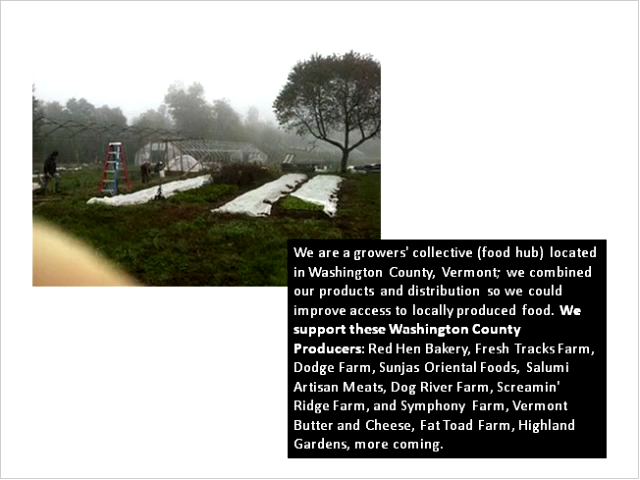 We are a growers' collective (food hub) located
in Washington County, Vermont; we combined
our products and distribution so we could
improve access to locally produced food. We
support these Washington County
Producers: Red Hen Bakery, Fresh Tracks Farm,
Dodge Farm, Sunjas Oriental Foods, Salumi
Artisan Meats, Dog River Farm, Screamin'
Ridge Farm, and Symphony Farm, Vermont
Butter and Cheese, Fat Toad Farm, Highland
Gardens, more coming.